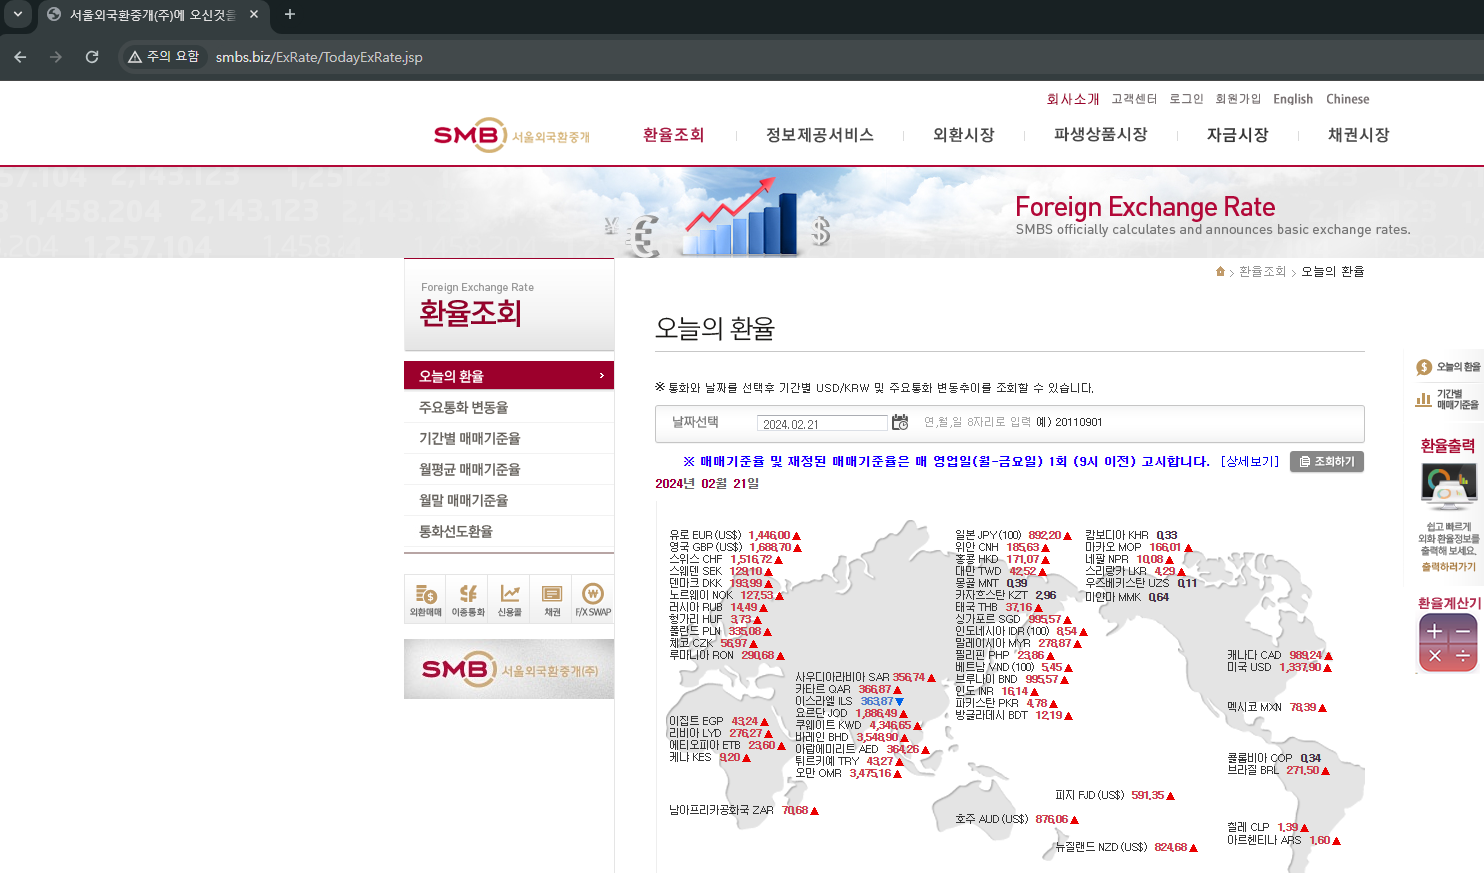 서울외국환중개(주)에 오신것을
주의 요함 smbs.biz/ExRate/TodayExRate.jsp
회사소개 고객센터 로그인 회원가입 English Chinese
SMB 서울외국환중개 환율조회 정보제공서비스 외환시장 파생상품시장 자금시장 채권시장
Foreign Exchange Rate
SMBS officially calculates and announces basic exchange rates.
환율조회 > 오늘의 환율
Foreign Exchange Rate
환율조회
오늘의 환율
주요통화 변동율
기간별 매매기준율
월평균 매매기준율
월말 매매기준율
통화선도환율
외환매매 이종통화 신용물 채권 F/X SWAP
SMB 서울외국환중개(주)
오늘의 환율
※ 통화와 날짜를 선택후 기간별 USD/KRW 및 주요통화 변동추이를 조회할 수 있습니다.
날짜선택 2024.02.21 연,월,일 8자리로 입력 예) 20110901
※ 매매기준율 및 재정된 매매기준율은 매 영업일(월-금요일) 1회 (9시 이전) 고시합니다. [상세보기] 조회하기
2024년 02월 21일
유로 EUR (US$) 1,446.00 ▲
영국 GBP (US$) 1,688.70 ▲
스위스 CHF 1,516.72 ▲
스웨덴 SEK 129.10 ▲
덴마크 DKK 193.99 ▲
노르웨이 NOK 127.53 ▲
러시아 RUB 14.49 ▲
헝가리 HUF 3.73 ▲
폴란드 PLN 335.08 ▲
체코 CZK 56.97 ▲
루마니아 RON 290.68 ▲
일본 JPY (100) 892.20 ▲
위안 CNH 185.63 ▲
홍콩 HKD 171.07 ▲
대만 TWD 42.52 ▲
몽골 MNT 0.39
카자흐스탄 KZT 2.96
태국 THB 37.16 ▲
싱가포르 SGD 995.57 ▲
인도네시아 IDR (100) 8.54 ▲
말레이시아 MYR 278.87 ▲
필리핀 PHP 23.86 ▲
베트남 VND (100) 5.45 ▲
브루나이 BND 995.57 ▲
인도 INR 16.14 ▲
파키스탄 PKR 4.78 ▲
방글라데시 BDT 12.19 ▲
캄보디아 KHR 0.33
마카오 MOP 166.01 ▲
네팔 NPR 10.08 ▲
스리랑카 LKR 4.29 ▲
우즈베키스탄 UZS 0.11
미얀마 MMK 0.64
캐나다 CAD 989.24 ▲
미국 USD 1,337.90 ▲
멕시코 MXN 78.39 ▲
사우디아라비아 SAR 356.74 ▲
카타르 QAR 366.87 ▲
이스라엘 ILS 363.87 ▼
요르단 JOD 1,886.49 ▲
쿠웨이트 KWD 4,346.65 ▲
바레인 BHD 3,548.90 ▲
아랍에미리트 AED 364.26 ▲
튀르키예 TRY 43.27 ▲
오만 OMR 3,475.16 ▲
이집트 EGP 43.24 ▲
리비아 LYD 276.27 ▲
에티오피아 ETB 23.60 ▲
케냐 KES 9.20 ▲
남아프리카공화국 ZAR 70.68 ▲
콜롬비아 COP 0.34
브라질 BRL 271.50 ▲
피지 FJD (US$) 591.35 ▲
호주 AUD (US$) 876.06 ▲
뉴질랜드 NZD (US$) 824.68 ▲
칠레 CLP 1.39 ▲
아르헨티나 ARS 1.60 ▲
오늘의 환율
기간별
매매기준율
환율출력
쉽고 빠르게
외화 환율정보를
출력해 보세요.
출력하러가기
환율계산기